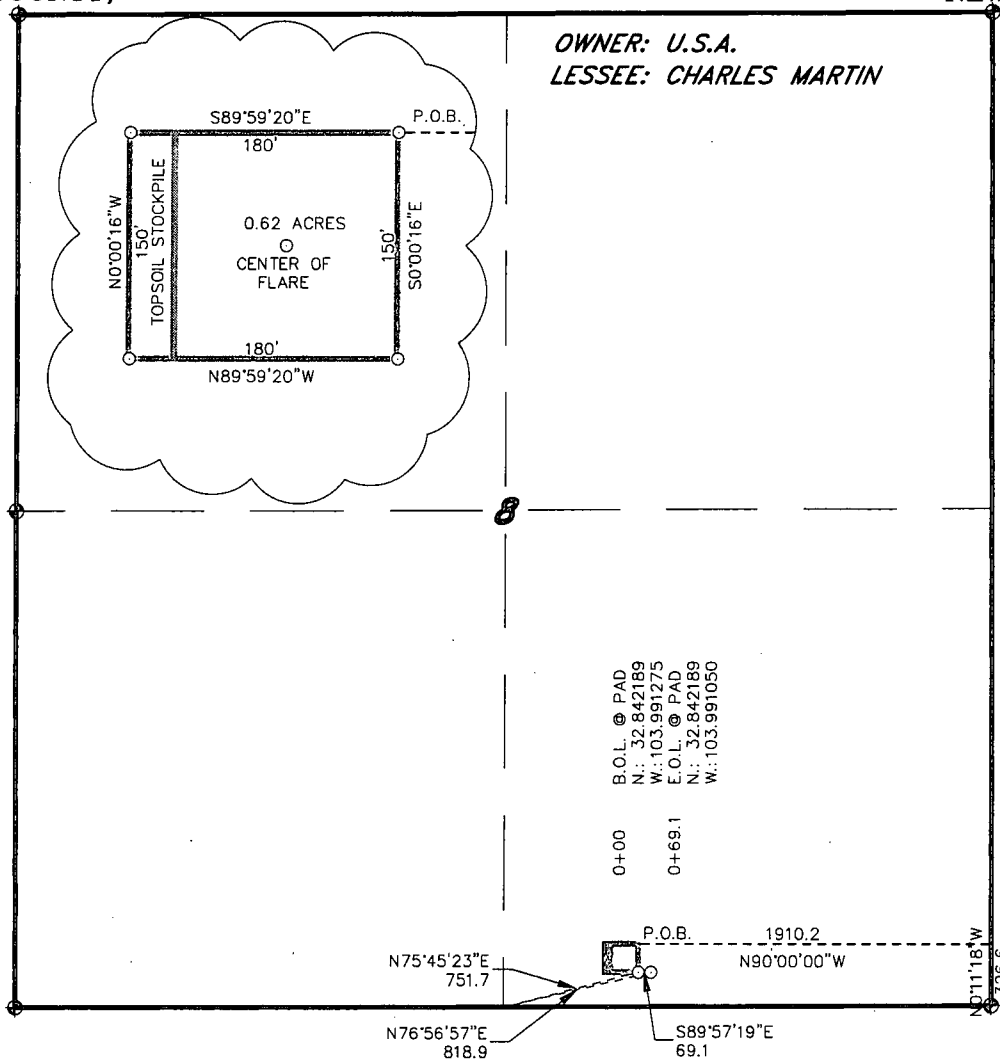 OWNER: U.S.A.
LESSEE: CHARLES MARTIN
S89°59'20"E
180'
P.O.B.
N0°00'16"W
150'
TOPSOIL STOCKPILE
0.62 ACRES
CENTER OF
FLARE
150'
S0°00'16"E
180'
N89°59'20"W
8
0+00 B.O.L. @ PAD
N.: 32.842189
W.: 103.991275
0+69.1 E.O.L. @ PAD
N.: 32.842189
W.: 103.991050
P.O.B.
1910.2
N90°00'00"W
N0°11'18"W
326.6
N75°45'23"E
751.7
N76°56'57"E
818.9
S89°57'19"E
69.1